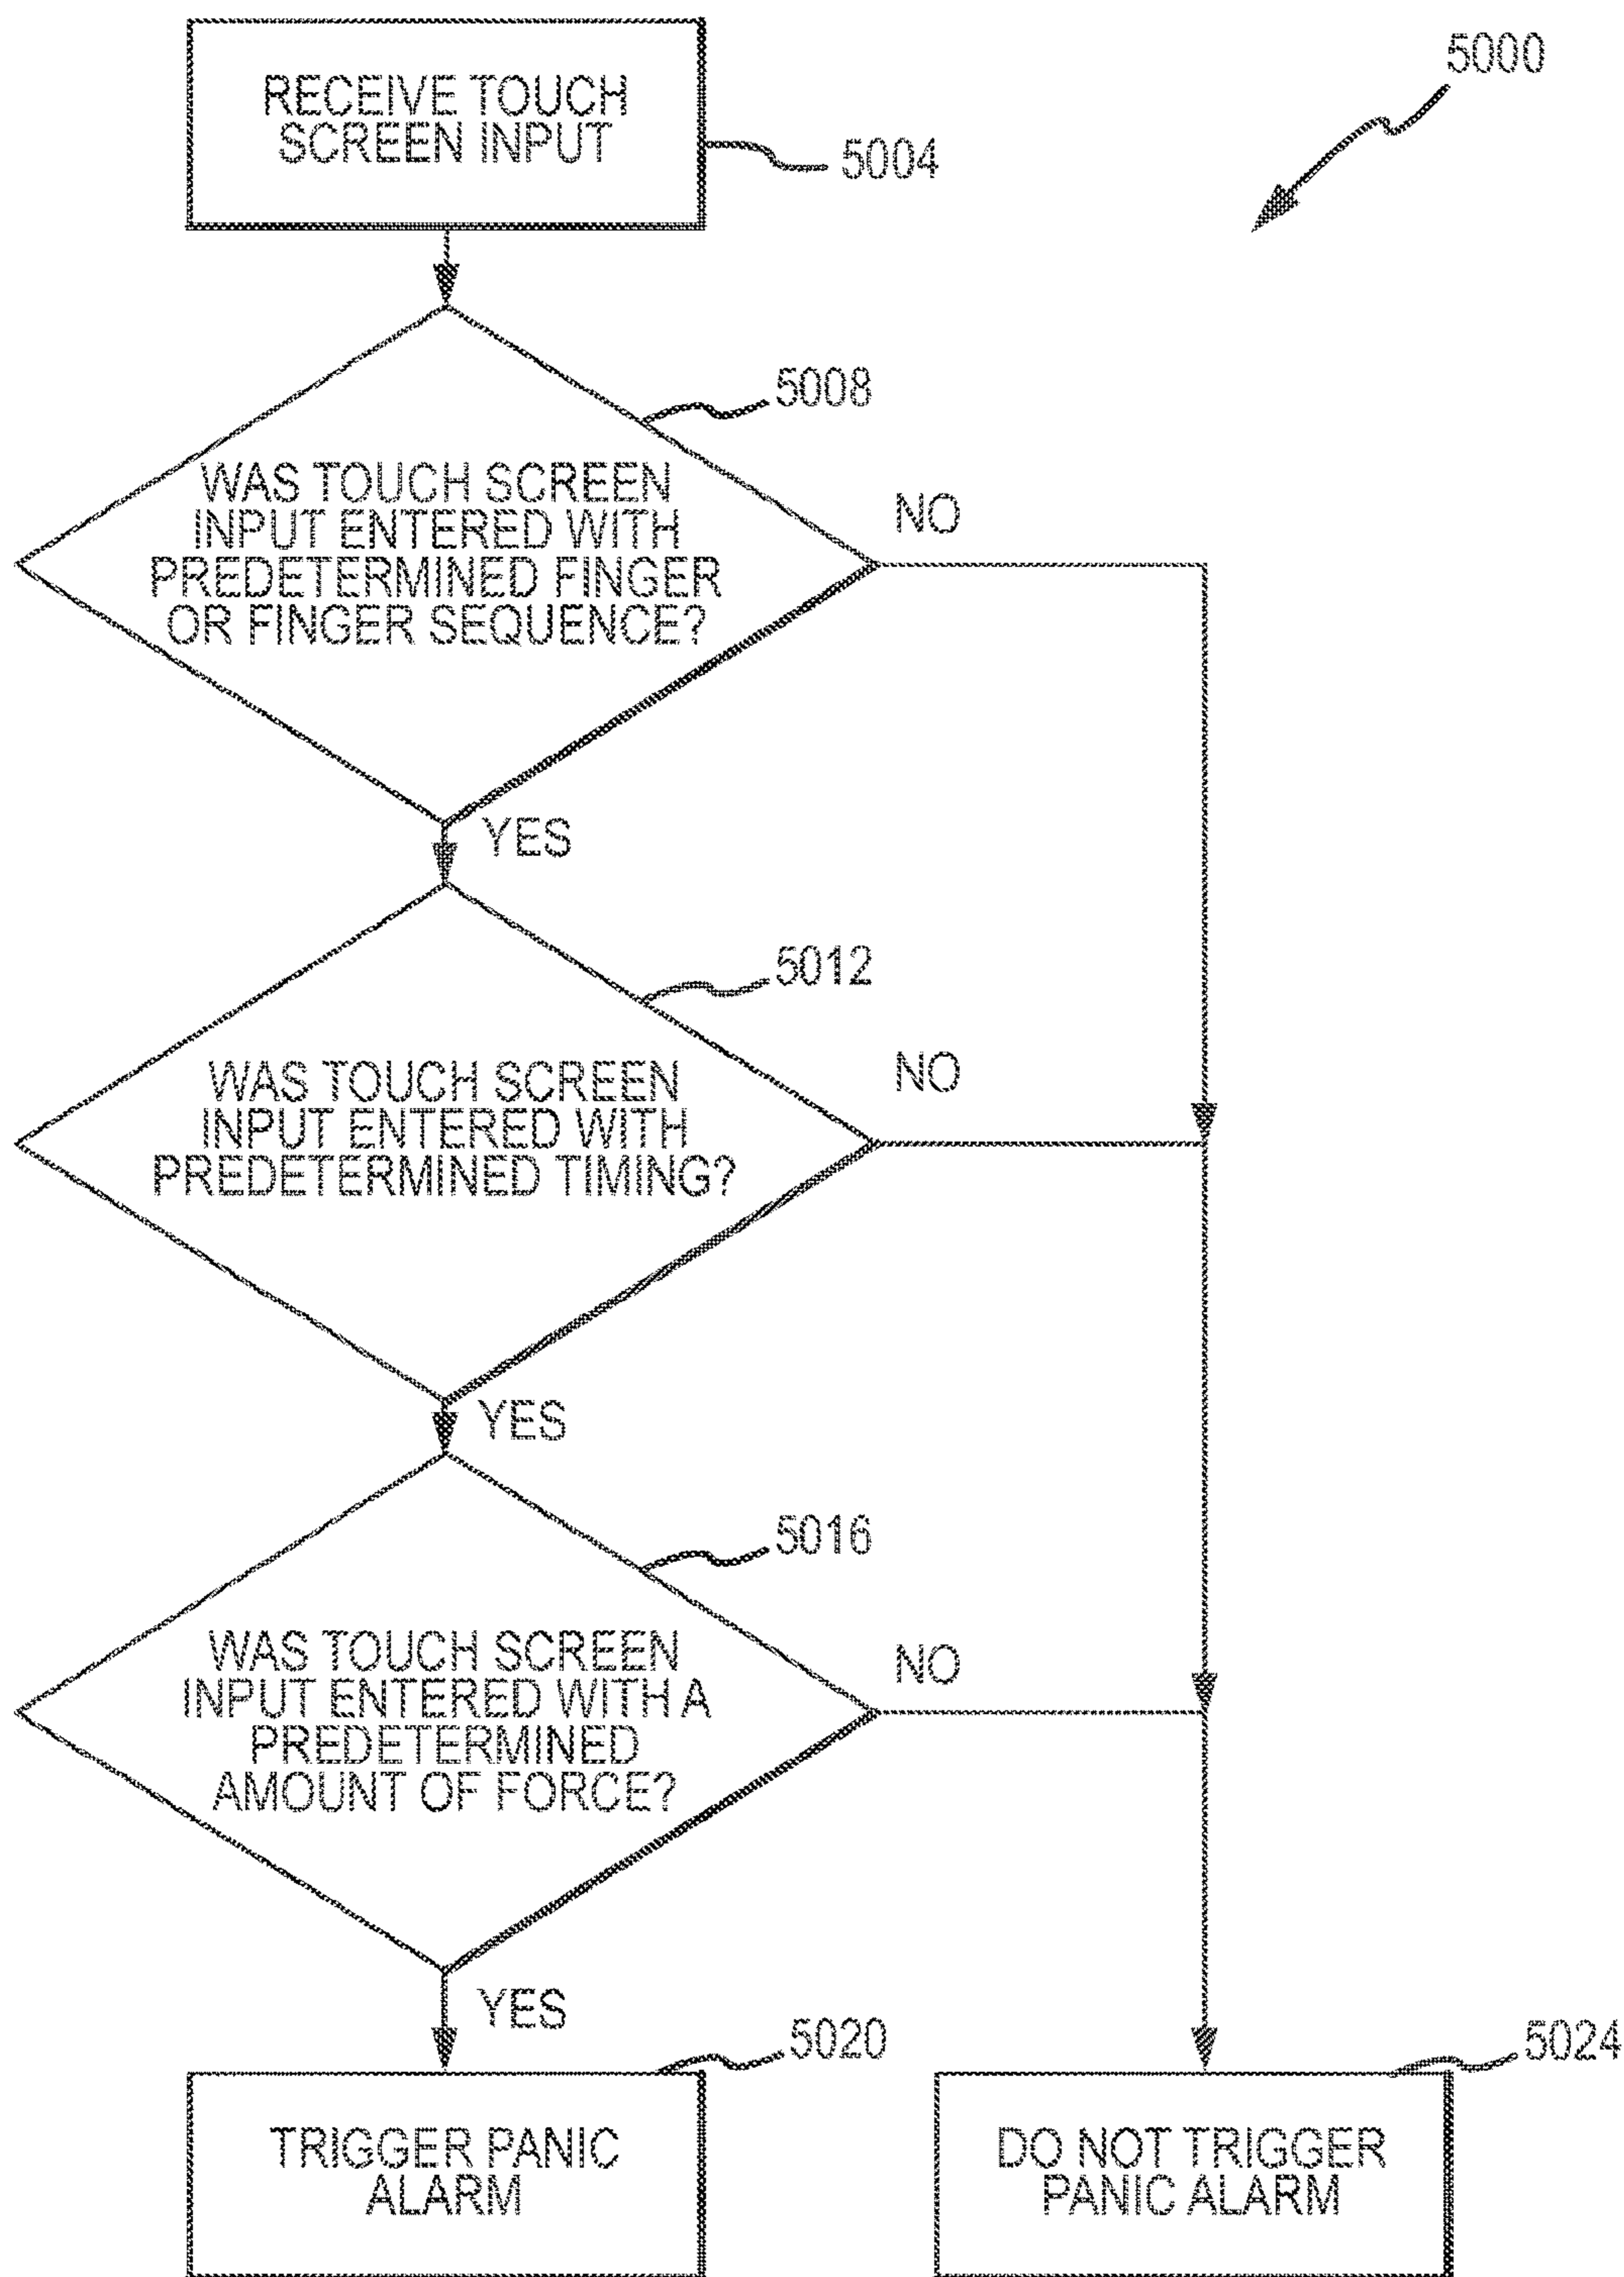 RECEIVE TOUCH
SCREEN INPUT
5000
5004
5008
WAS TOUCH SCREEN
INPUT ENTERED WITH
PREDETERMINED FINGER
OR FINGER SEQUENCE?
NO
YES
5012
WAS TOUCH SCREEN
INPUT ENTERED WITH
PREDETERMINED TIMING?
NO
YES
5016
WAS TOUCH SCREEN
INPUT ENTERED WITH A
PREDETERMINED
AMOUNT OF FORCE?
NO
YES
5020
TRIGGER PANIC
ALARM
5024
DO NOT TRIGGER
PANIC ALARM